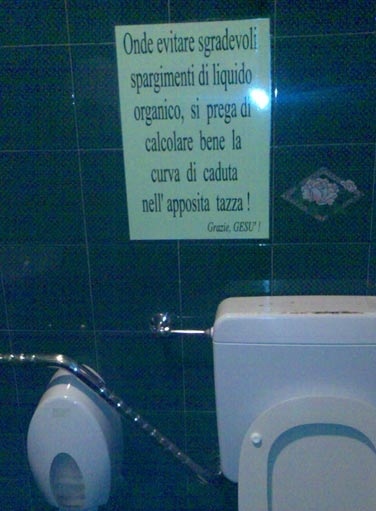 Onde evitare sgradevoli
spargimenti di liquido
organico, si prega di
calcolare bene la
curva di caduta
nell' apposita tazza !
Grazie, GESU' !